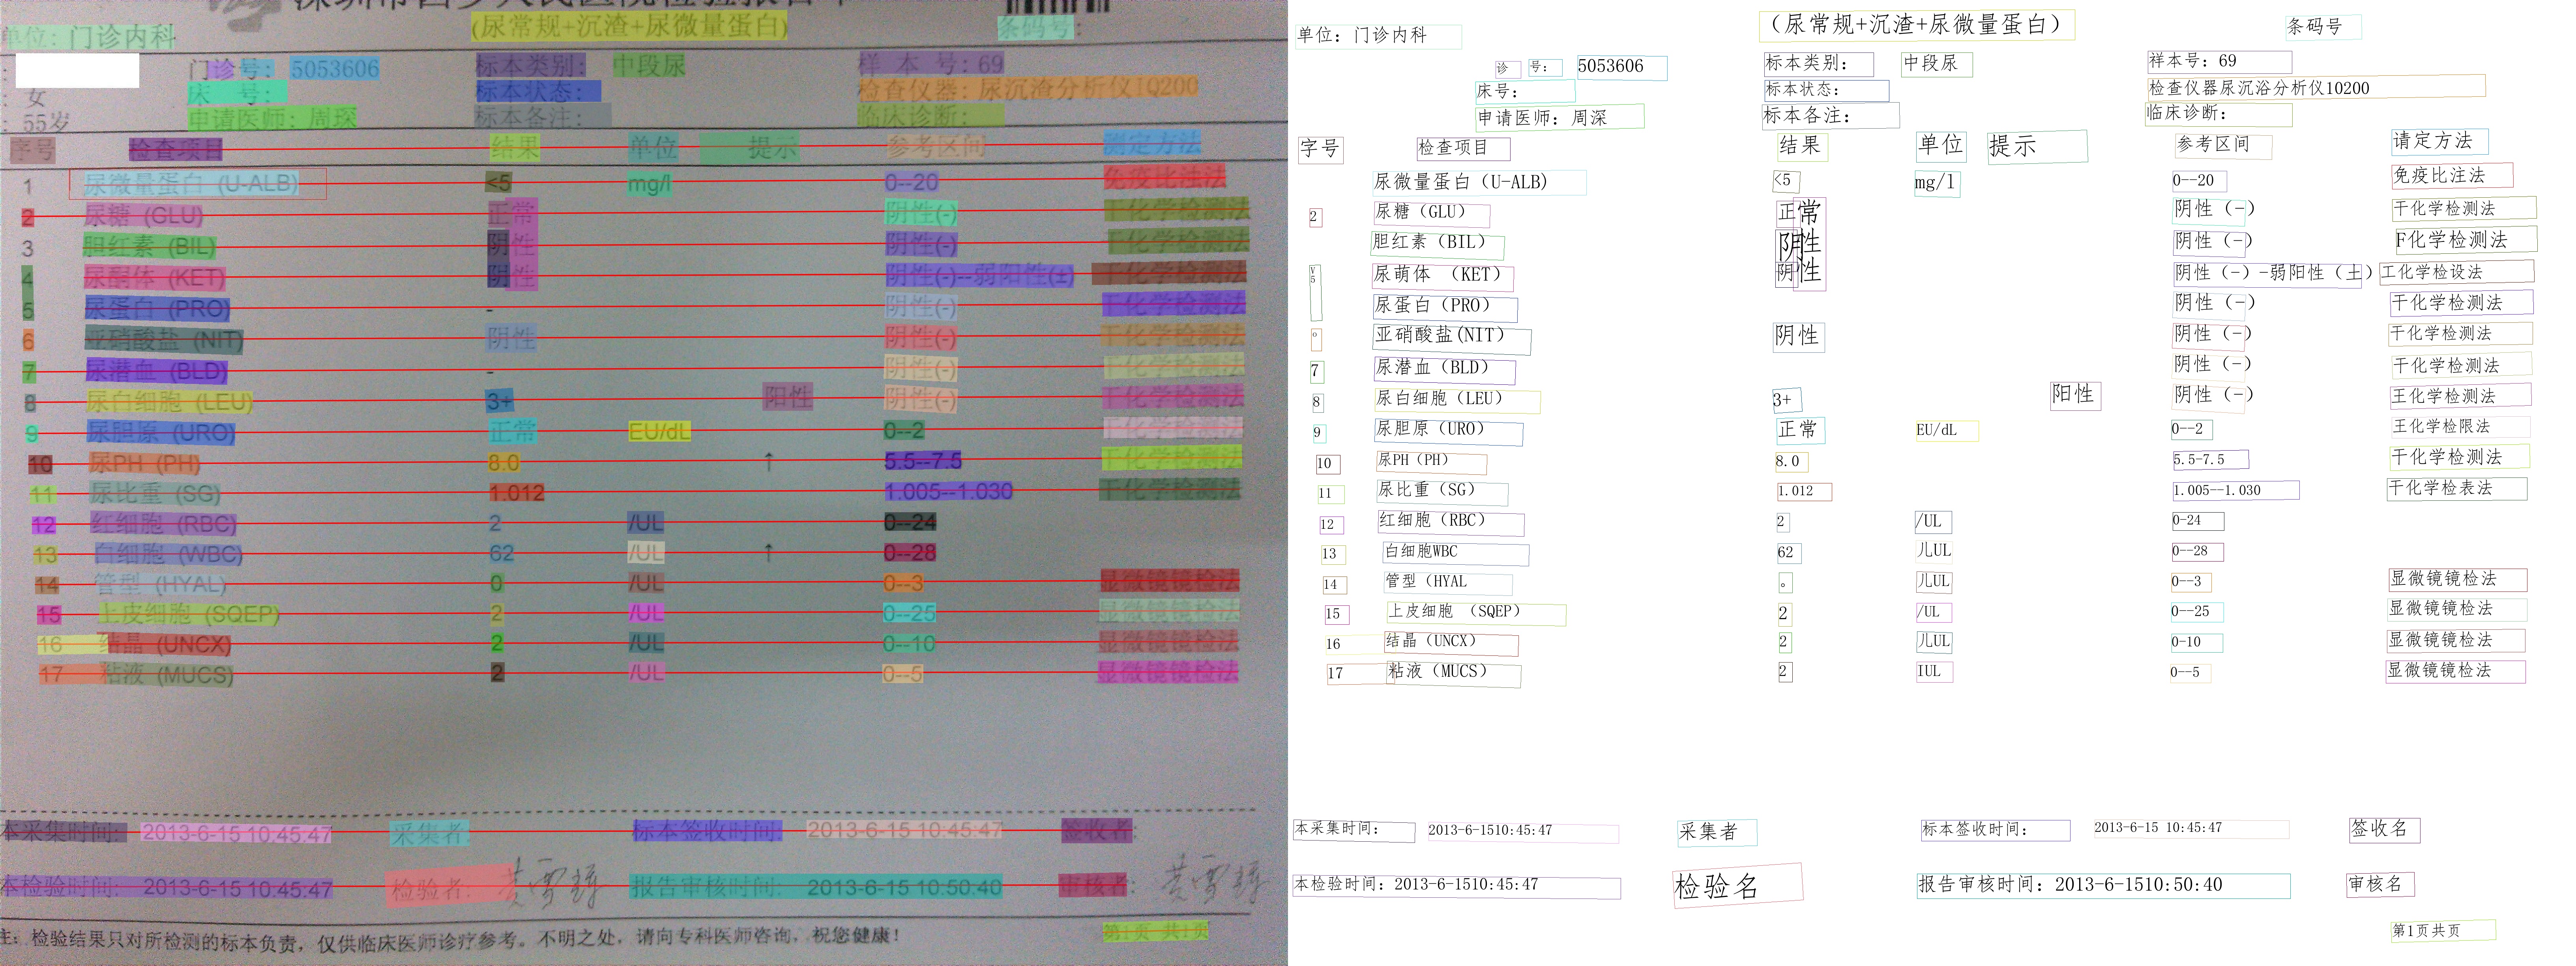 (尿常规+沉渣+尿微量蛋白)
条码号:
单位: 门诊内科
门诊号: 5053606 标本类别: 中段尿 样 本 号: 69
: 女 床 号: 标本状态: 检查仪器: 尿沉渣分析仪IQ200
: 55岁 申请医师: 周琛 标本备注: 临床诊断:
序号 检查项目 结果 单位 提示 参考区间 测定方法
1 尿微量蛋白 (U-ALB) <5 mg/l 0--20 免疫比浊法
2 尿糖 (GLU) 正常 阴性(-) 干化学检测法
3 胆红素 (BIL) 阴性 阴性(-) 干化学检测法
4 尿酮体 (KET) 阴性 阴性(-)--弱阳性(±) 干化学检测法
5 尿蛋白 (PRO) - 阴性(-) 干化学检测法
6 亚硝酸盐 (NIT) 阴性 阴性(-) 干化学检测法
7 尿潜血 (BLD) - 阴性(-) 干化学检测法
8 尿白细胞 (LEU) 3+ 阳性 阴性(-) 干化学检测法
9 尿胆原 (URO) 正常 EU/dL 0--2 干化学检测法
10 尿PH (PH) 8.0 ↑ 5.5--7.5 干化学检测法
11 尿比重 (SG) 1.012 1.005--1.030 干化学检测法
12 红细胞 (RBC) 2 /UL 0--24
13 白细胞 (WBC) 62 /UL ↑ 0--28
14 管型 (HYAL) 0 /UL 0--3 显微镜镜检法
15 上皮细胞 (SQEP) 2 /UL 0--25 显微镜镜检法
16 结晶 (UNCX) 2 /UL 0--10 显微镜镜检法
17 粘液 (MUCS) 2 /UL 0--5 显微镜镜检法
本采集时间: 2013-6-15 10:45:47 采集者 标本签收时间: 2013-6-15 10:45:47 签收者:
本检验时间: 2013-6-15 10:45:47 检验者: 报告审核时间: 2013-6-15 10:50:40 审核者:
注: 检验结果只对所检测的标本负责, 仅供临床医师诊疗参考。不明之处, 请向专科医师咨询, 祝您健康! 第1页 共1页
(尿常规+沉渣+尿微量蛋白)
条码号
单位: 门诊内科
诊 号: 5053606 标本类别: 中段尿 样本号: 69
床号: 标本状态: 检查仪器尿沉浴分析仪10200
申请医师: 周深 标本各注: 临床诊断:
字号 检查项目 结果 单位 提示 参考区间 请定方法
尿微量蛋白 (U-ALB) <5 mg/l 0--20 免疫比注法
2 尿糖 (GLU) 正常 阴性 (-) 干化学检测法
胆红素 (BIL) 阴性 阴性 (-) F化学检测法
V5 尿萌体 (KET) 阴性 阴性 (-) -弱阳性 (土) 工化学检设法
尿蛋白 (PRO) 阴性 (-) 干化学检测法
o 亚硝酸盐(NIT) 阴性 阴性 (-) 干化学检测法
7 尿潜血 (BLD) 阴性 (-) 干化学检测法
8 尿白细胞 (LEU) 3+ 阳性 阴性 (-) 王化学检测法
9 尿胆原 (URO) 正常 EU/dL 0--2 王化学检限法
10 尿PH (PH) 8.0 5.5-7.5 干化学检测法
11 尿比重 (SG) 1.012 1.005--1.030 干化学检表法
12 红细胞 (RBC) 2 /UL 0-24
13 白细胞WBC 62 儿UL 0--28
14 管型 (HYAL 。 儿UL 0--3 显微镜镜检法
15 上皮细胞 (SQEP) 2 /UL 0--25 显微镜镜检法
16 结晶 (UNCX) 2 儿UL 0-10 显微镜镜检法
17 粘液 (MUCS) 2 IUL 0--5 显微镜镜检法
本采集时间: 2013-6-1510:45:47 采集者 标本签收时间: 2013-6-15 10:45:47 签收名
本检验时间: 2013-6-1510:45:47 检验名 报告审核时间: 2013-6-1510:50:40 审核名
第1页共页